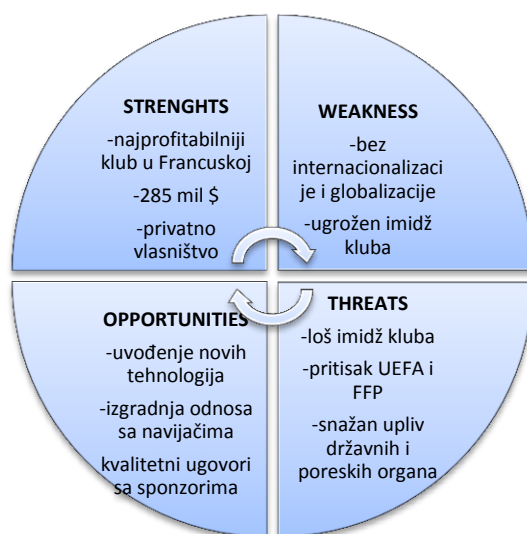 STRENGHTS
-najprofitabilniji
klub u Francuskoj
-285 mil $
-privatno
vlasništvo
WEAKNESS
-bez
internacionalizaci
je i globalizacije
-ugrožen imidž
kluba
OPPORTUNITIES
-uvođenje novih
tehnologija
-izgradnja odnosa
sa navijačima
kvalitetni ugovori
sa sponzorima
THREATS
-loš imidž kluba
-pritisak UEFA i
FFP
-snažan upliv
državnih i
poreskih organa